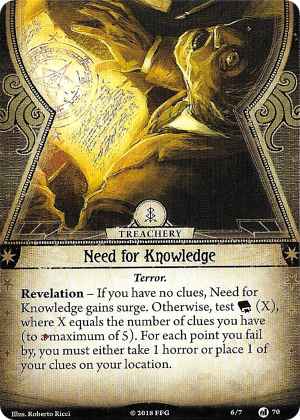 TREACHERY
Need for Knowledge
Terror.
Revelation – If you have no clues, Need for
Knowledge gains surge. Otherwise, test (X),
where X equals the number of clues you have
(to a maximum of 5). For each point you fail
by, you must either take 1 horror or place 1 of
your clues on your location.
Illus. Roberto Ricci © 2018 FFG 6/7 70